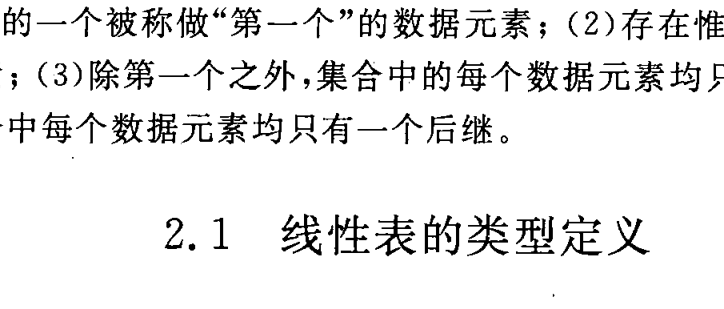 的一个被称做“第一个”的数据元素；(2)存在惟
；(3)除第一个之外，集合中的每个数据元素均只
中每个数据元素均只有一个后继。
2.1 线性表的类型定义